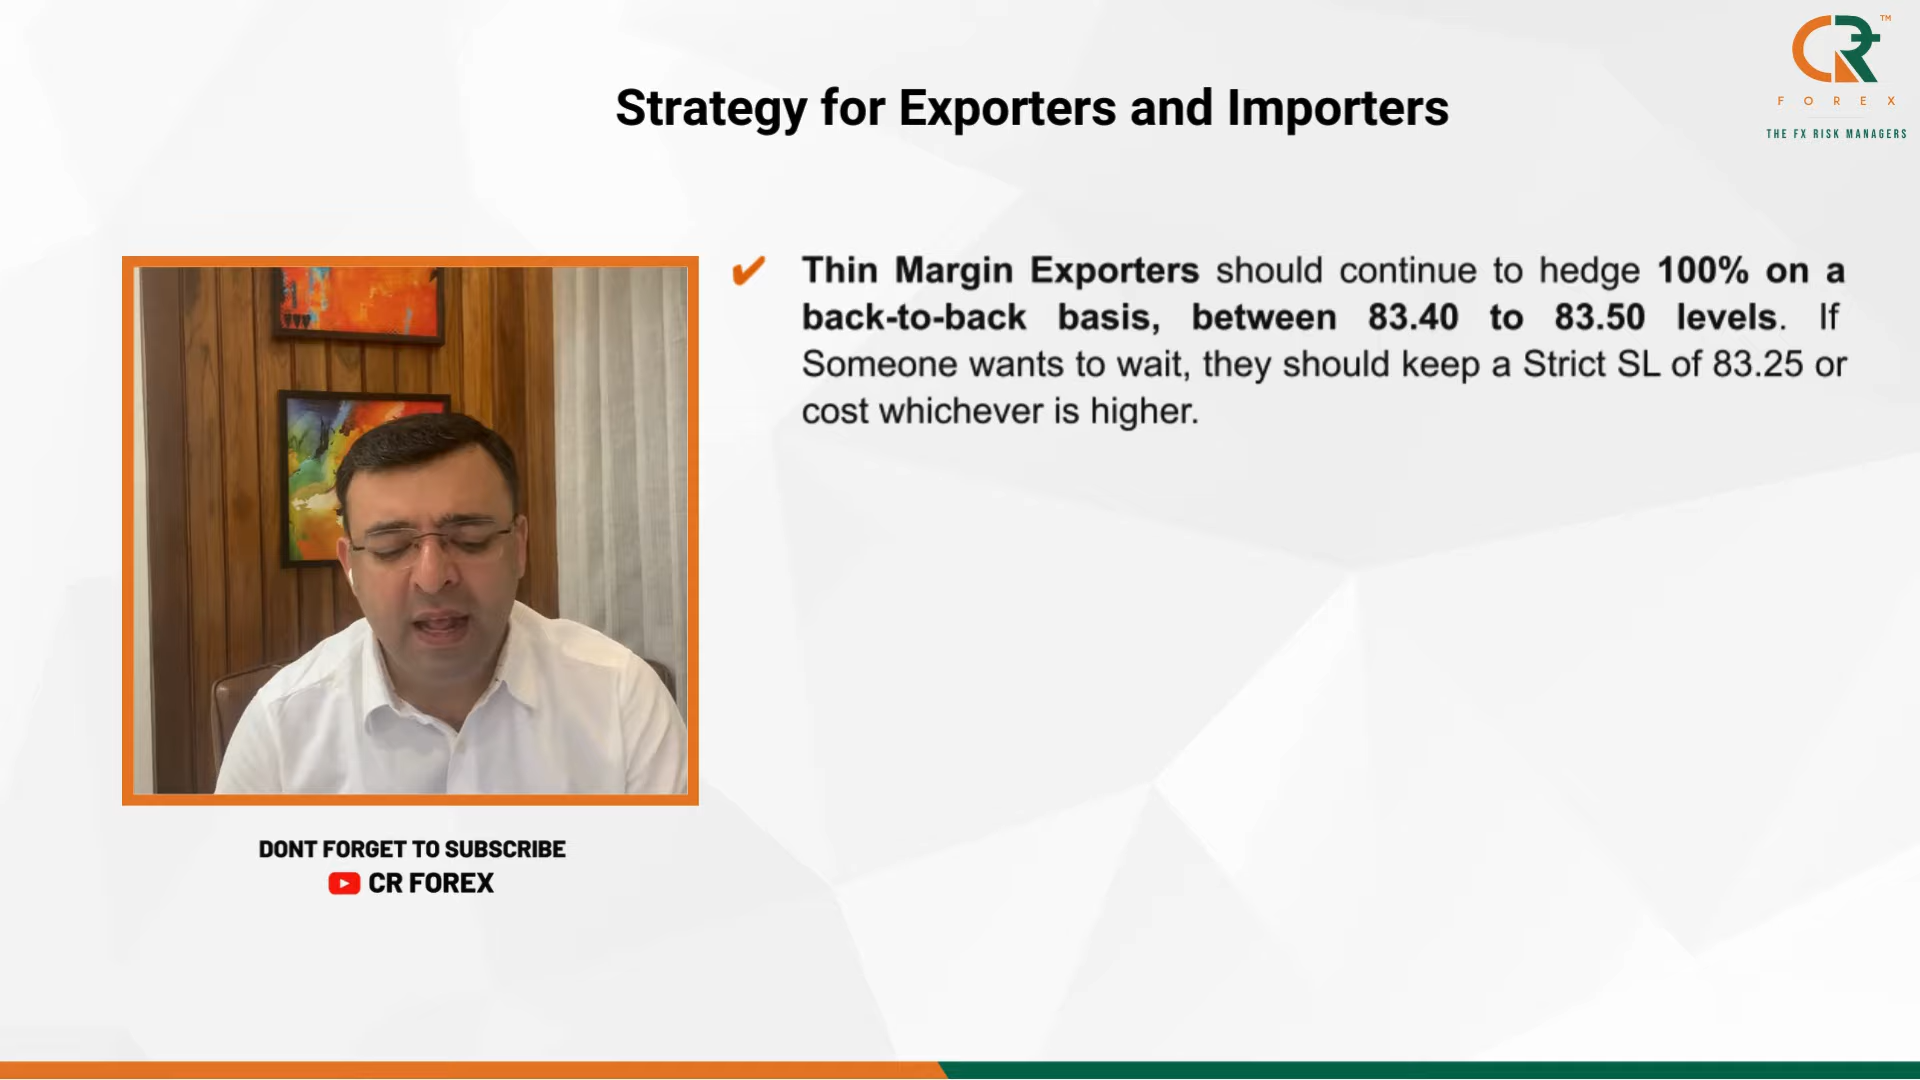 TM
FOREX
THE FX RISK MANAGERS
Strategy for Exporters and Importers
✔ Thin Margin Exporters should continue to hedge 100% on a
back-to-back basis, between 83.40 to 83.50 levels. If
Someone wants to wait, they should keep a Strict SL of 83.25 or
cost whichever is higher.
DONT FORGET TO SUBSCRIBE
CR FOREX